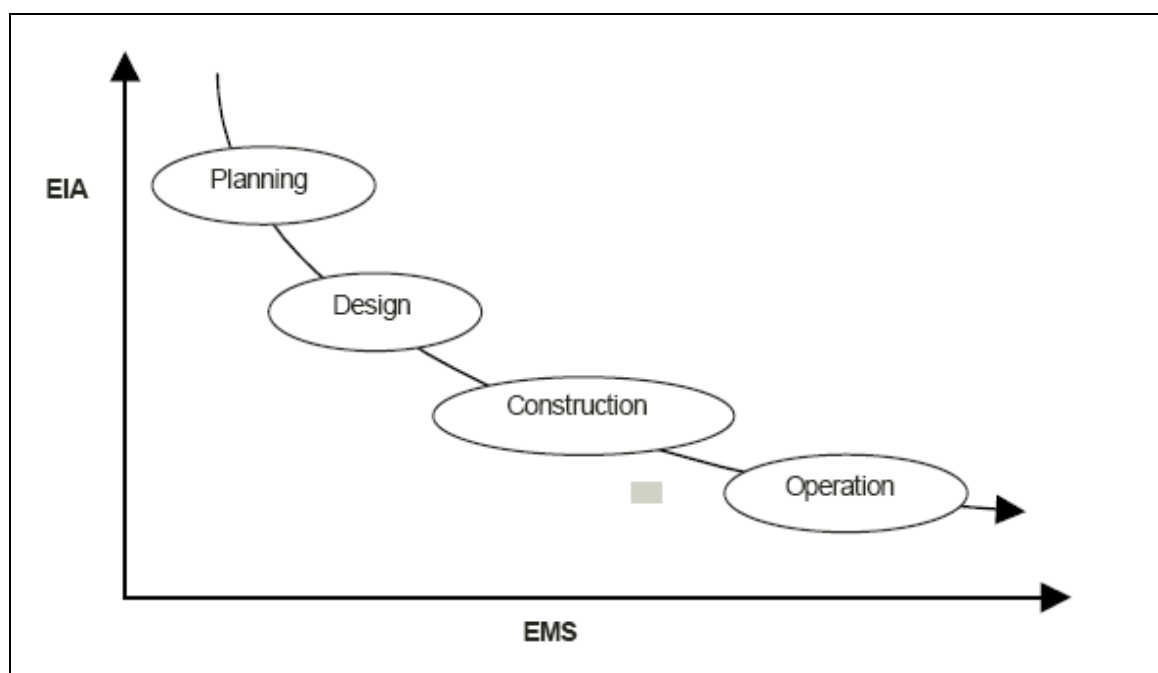 Planning
EIA
Design
Construction
Operation
EMS